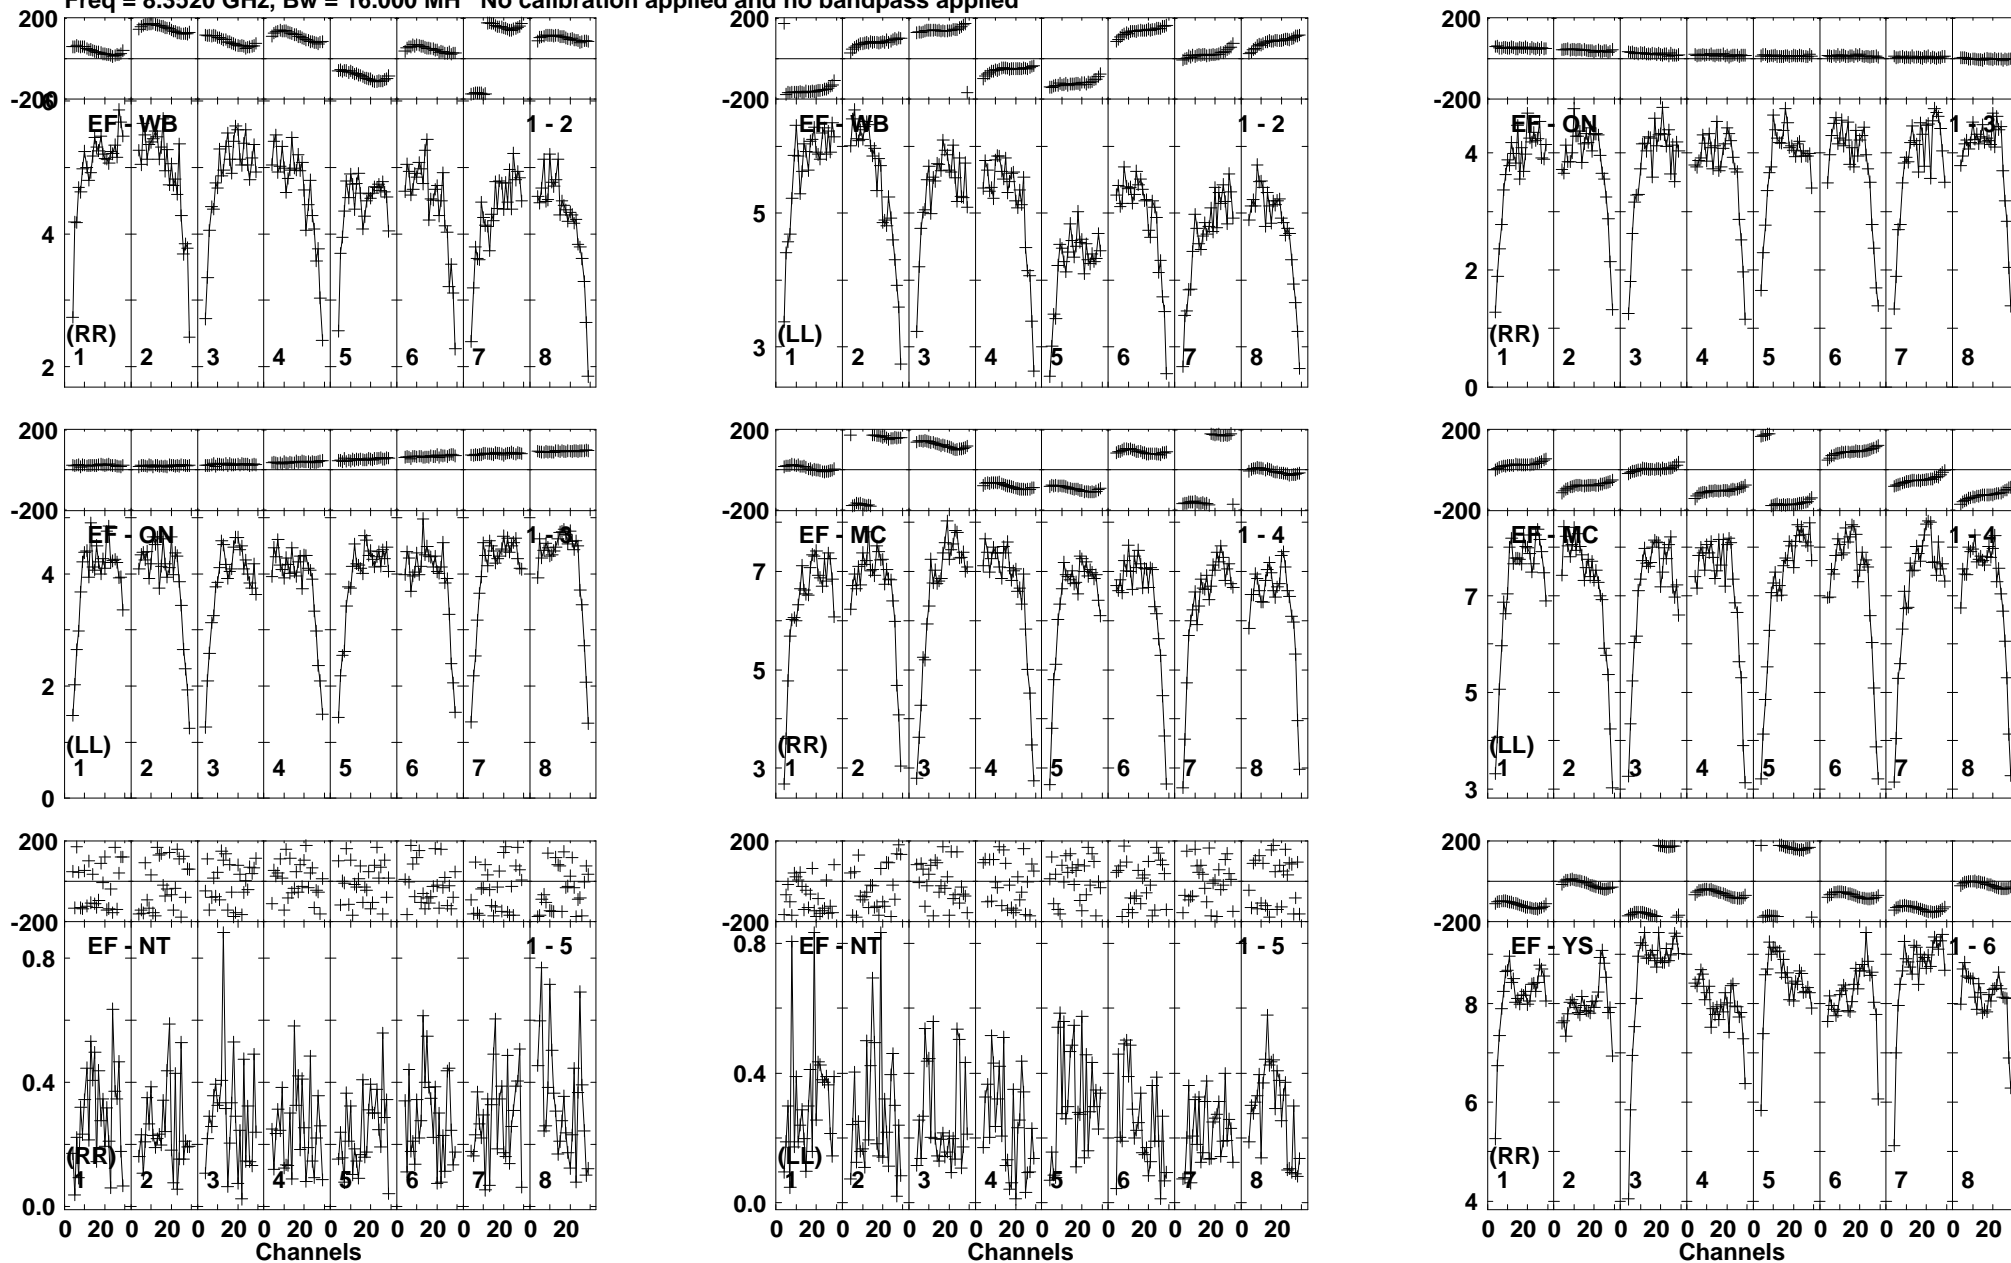 Freq = 8.3520 GHz, Bw = 16.000 MH No calibration applied and no bandpass applied
200 200 200
-200 -200 -200
6
EF - WB 1 - 2 EF - WB 1 - 2 EF - ON 1 - 3
4 5 4
2
(RR) (LL) (RR)
1 2 3 4 5 6 7 8 1 2 3 4 5 6 7 8 1 2 3 4 5 6 7 8
2 3 0
200 200 200
-200 -200 -200
EF - ON 1 - 3 EF - MC 1 - 4 EF - MC 1 - 4
4 7 7
2 5 5
(LL) (RR) (LL)
1 2 3 4 5 6 7 8 1 2 3 4 5 6 7 8 1 2 3 4 5 6 7 8
0 3 3
200 200 200
-200 -200 -200
EF - NT 1 - 5 EF - NT 1 - 5 EF - YS 1 - 6
0.8 0.8 8
0.4 0.4 6
(RR) (LL) (RR)
1 2 3 4 5 6 7 8 1 2 3 4 5 6 7 8 1 2 3 4 5 6 7 8
0.0 0.0 4
0 20 0 20 0 20 0 20 0 20 0 20 0 20 0 20 0 20 0 20 0 20 0 20 0 20 0 20 0 20 0 20 0 20 0 20 0 20 0 20 0 20 0 20 0 20 0 20
Channels Channels Channels